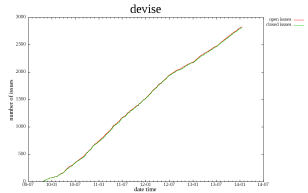 devise
open issues
closed issues
number of issues
3000
2500
2000
1500
1000
500
0
09-07 10-01 10-07 11-01 11-07 12-01 12-07 13-01 13-07 14-01 14-07
date time